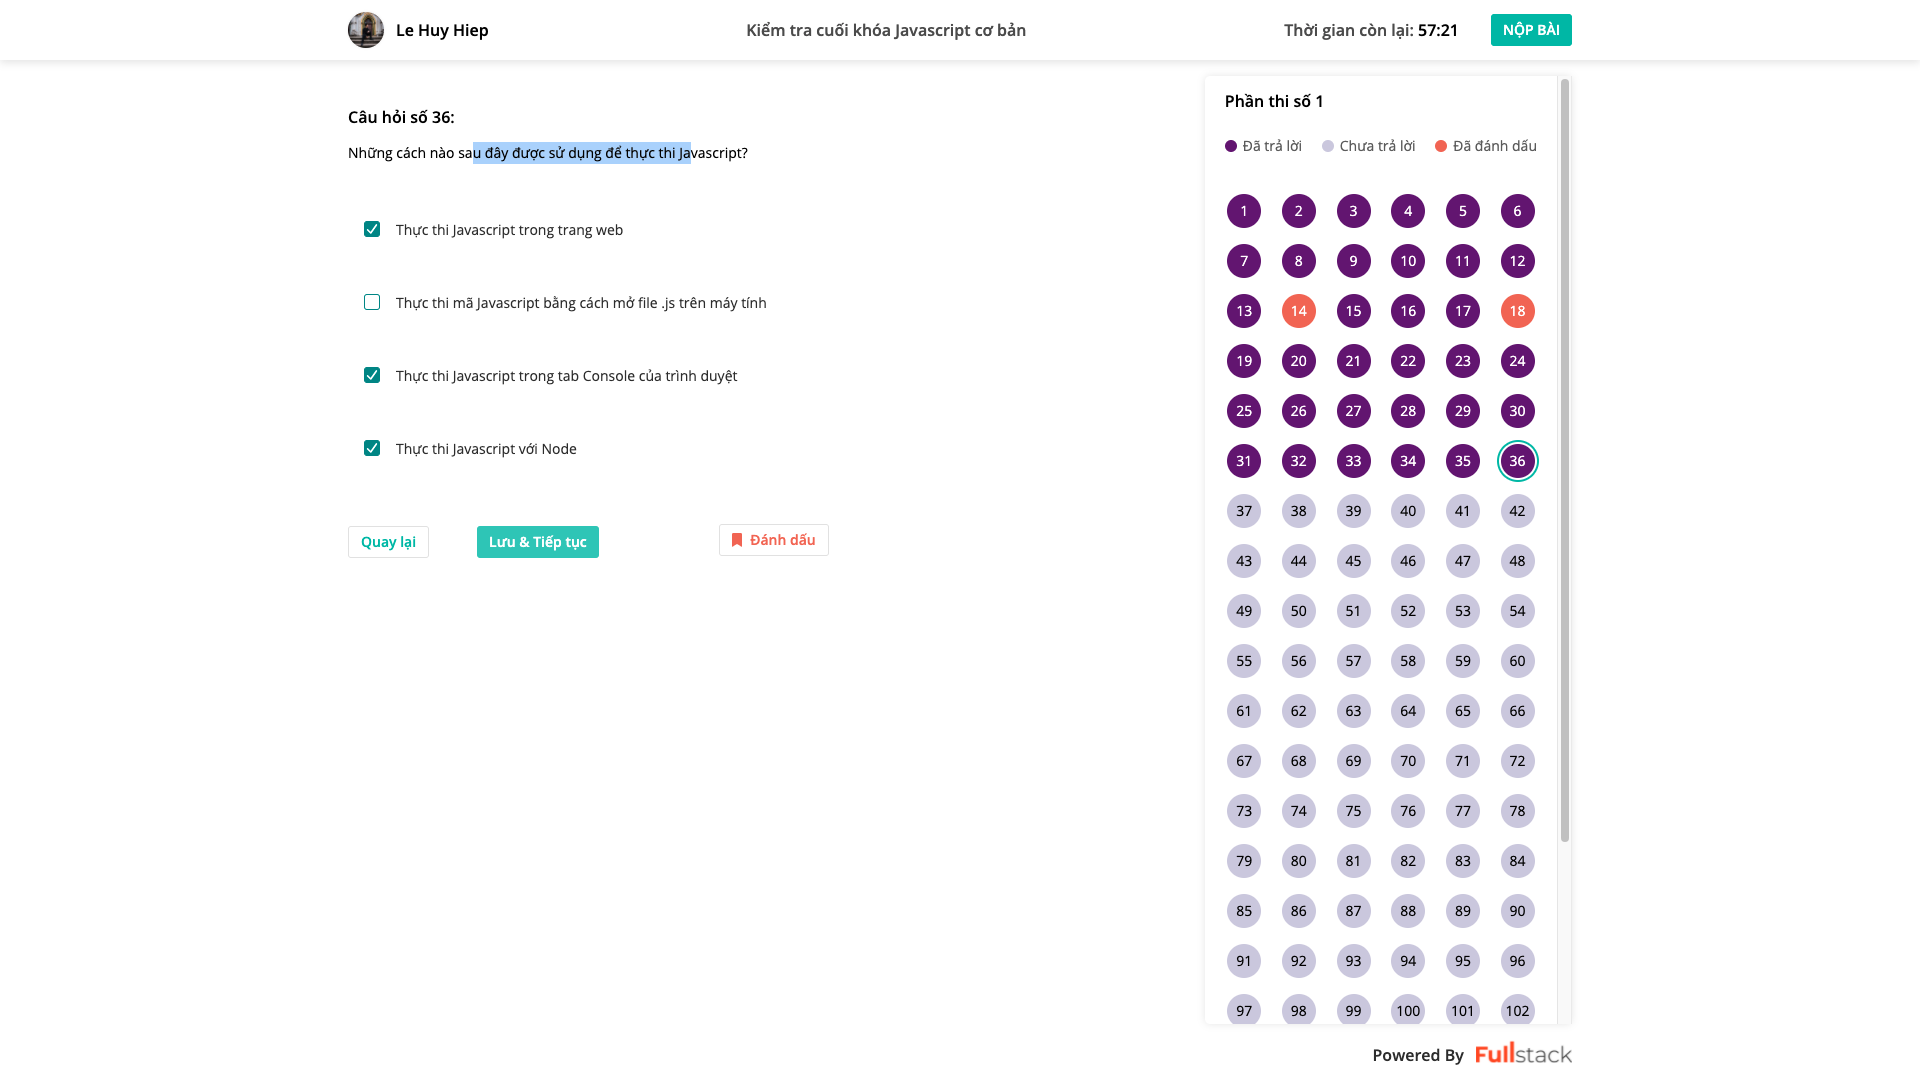 Le Huy Hiep
Kiểm tra cuối khóa Javascript cơ bản
Thời gian còn lại: 57:21
NỘP BÀI
Câu hỏi số 36:
Những cách nào sau đây được sử dụng để thực thi Javascript?
Thực thi Javascript trong trang web
Thực thi mã Javascript bằng cách mở file .js trên máy tính
Thực thi Javascript trong tab Console của trình duyệt
Thực thi Javascript với Node
Quay lại
Lưu & Tiếp tục
Đánh dấu
Phần thi số 1
Đã trả lời
Chưa trả lời
Đã đánh dấu
1 2 3 4 5 6
7 8 9 10 11 12
13 14 15 16 17 18
19 20 21 22 23 24
25 26 27 28 29 30
31 32 33 34 35 36
37 38 39 40 41 42
43 44 45 46 47 48
49 50 51 52 53 54
55 56 57 58 59 60
61 62 63 64 65 66
67 68 69 70 71 72
73 74 75 76 77 78
79 80 81 82 83 84
85 86 87 88 89 90
91 92 93 94 95 96
97 98 99 100 101 102
Powered By Fullstack